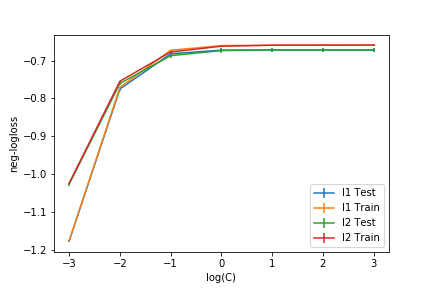 −0.7
−0.8
−0.9
−1.0
−1.1
−1.2
neg-logloss
−3 −2 −1 0 1 2 3
log(C)
l1 Test
l1 Train
l2 Test
l2 Train